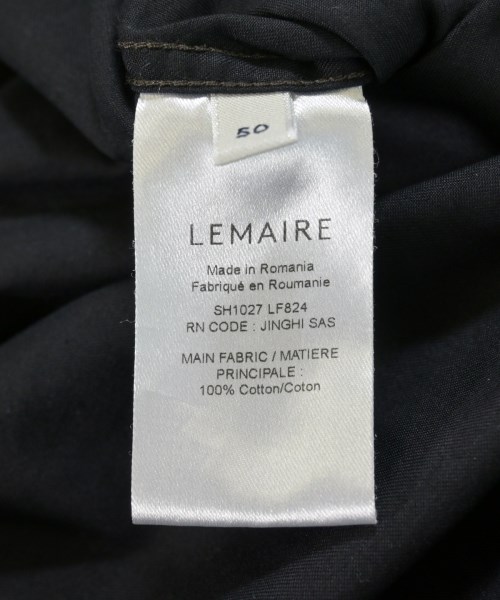 50
LEMAIRE
Made in Romania
Fabriqué en Roumanie
SH1027 LF824
RN CODE : JINGHI SAS
MAIN FABRIC / MATIERE
PRINCIPALE :
100% Cotton/Coton